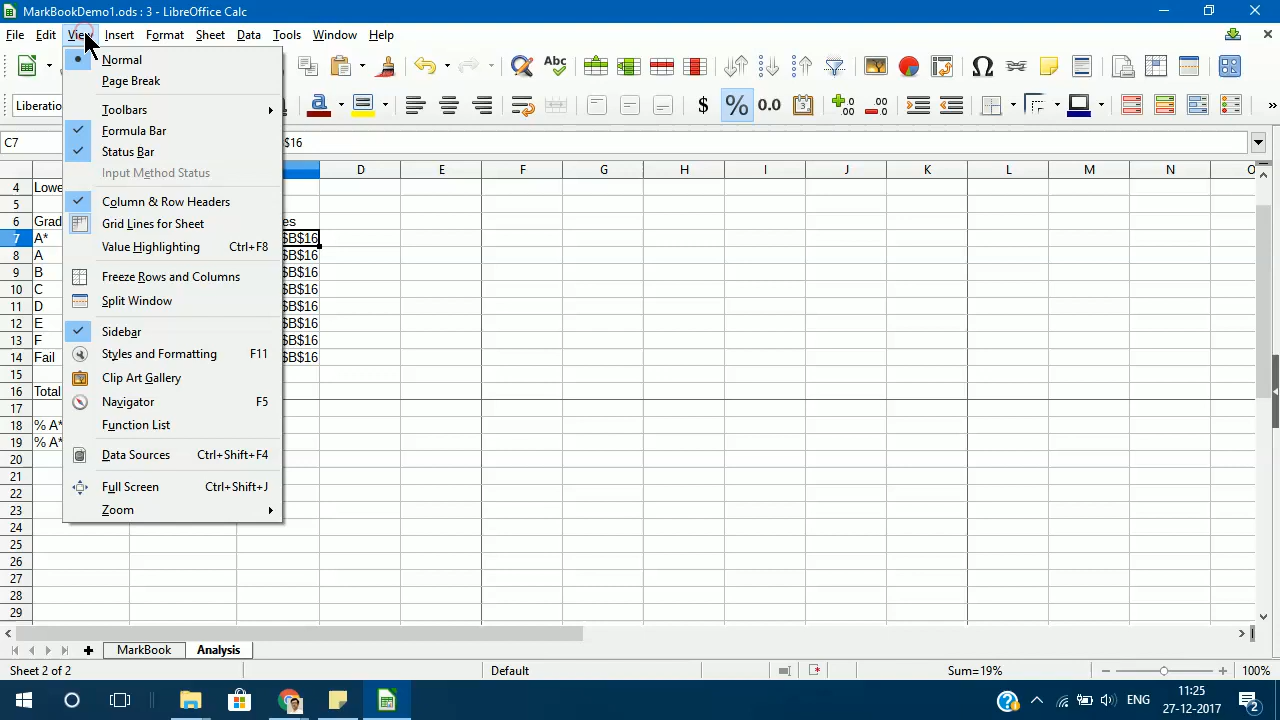 MarkBookDemo1.ods : 3 - LibreOffice Calc
File Edit View Insert Format Sheet Data Tools Window Help
Abc
Liberation
$ % 0.0
C7 $16
Normal
Page Break
Toolbars
Formula Bar
Status Bar
Input Method Status
Column & Row Headers
Grid Lines for Sheet
Value Highlighting Ctrl+F8
Freeze Rows and Columns
Split Window
Sidebar
Styles and Formatting F11
Clip Art Gallery
Navigator F5
Function List
Data Sources Ctrl+Shift+F4
Full Screen Ctrl+Shift+J
Zoom
D E F G H I J K L M N O
4 Lowe
5
6 Grad es
7 A* $B$16
8 A $B$16
9 B $B$16
10 C $B$16
11 D $B$16
12 E $B$16
13 F $B$16
14 Fail $B$16
15
16 Total
17
18 % A*
19 % A*
20
21
22
23
24
25
26
27
28
29
MarkBook Analysis
Sheet 2 of 2 Default Sum=19% 100%
ENG 11:25
27-12-2017 2